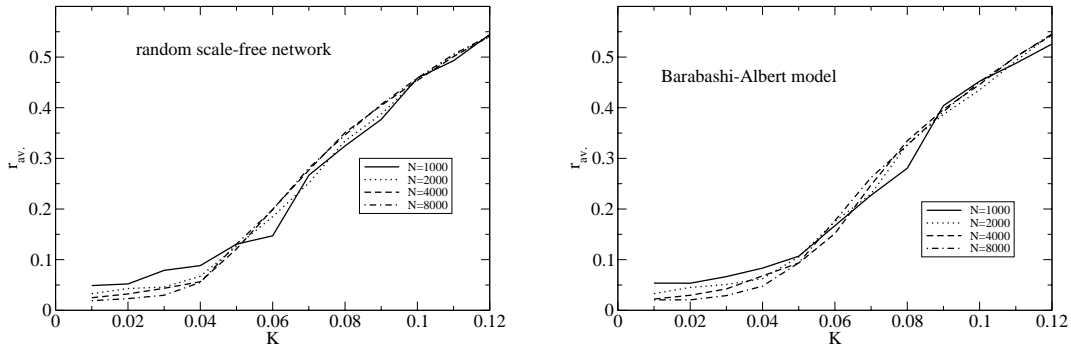 random scale-free network
r_av.
0.5
0.4
0.3
0.2
0.1
0
N=1000
N=2000
N=4000
N=8000
0 0.02 0.04 0.06 0.08 0.1 0.12
K
Barabashi-Albert model
r_av.
0.5
0.4
0.3
0.2
0.1
0
N=1000
N=2000
N=4000
N=8000
0 0.02 0.04 0.06 0.08 0.1 0.12
K